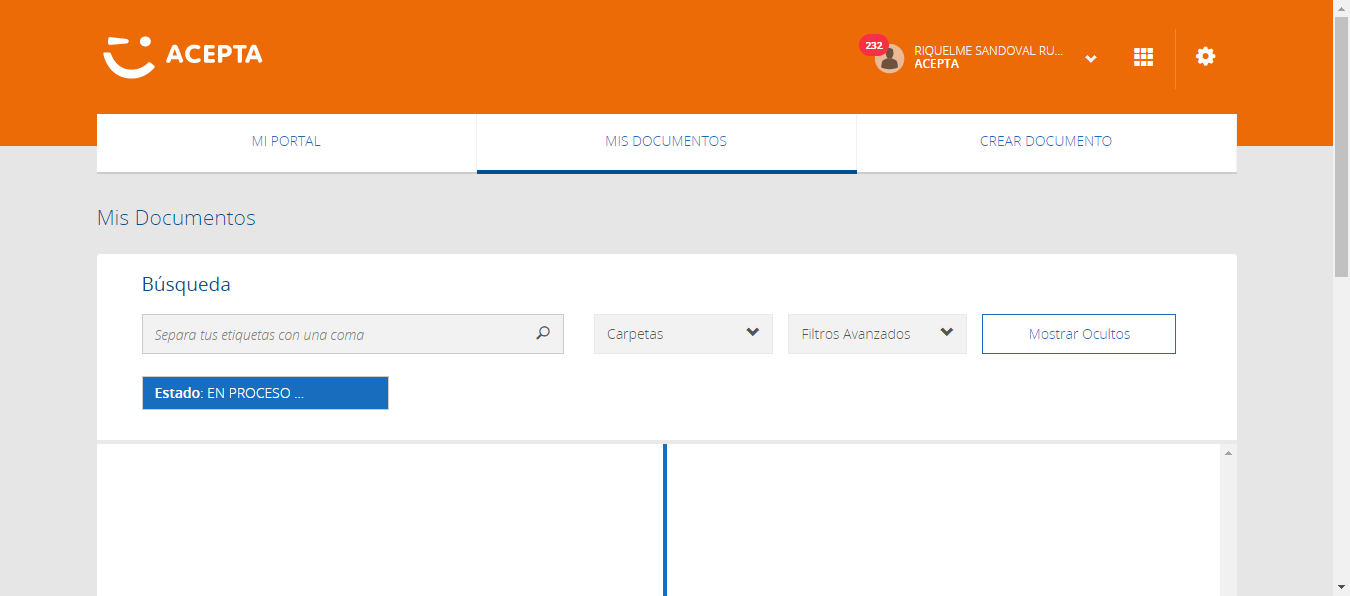 ACEPTA
232
RIQUELME SANDOVAL RU...
ACEPTA
MI PORTAL
MIS DOCUMENTOS
CREAR DOCUMENTO
Mis Documentos
Búsqueda
Separa tus etiquetas con una coma
Carpetas
Filtros Avanzados
Mostrar Ocultos
Estado: EN PROCESO ...